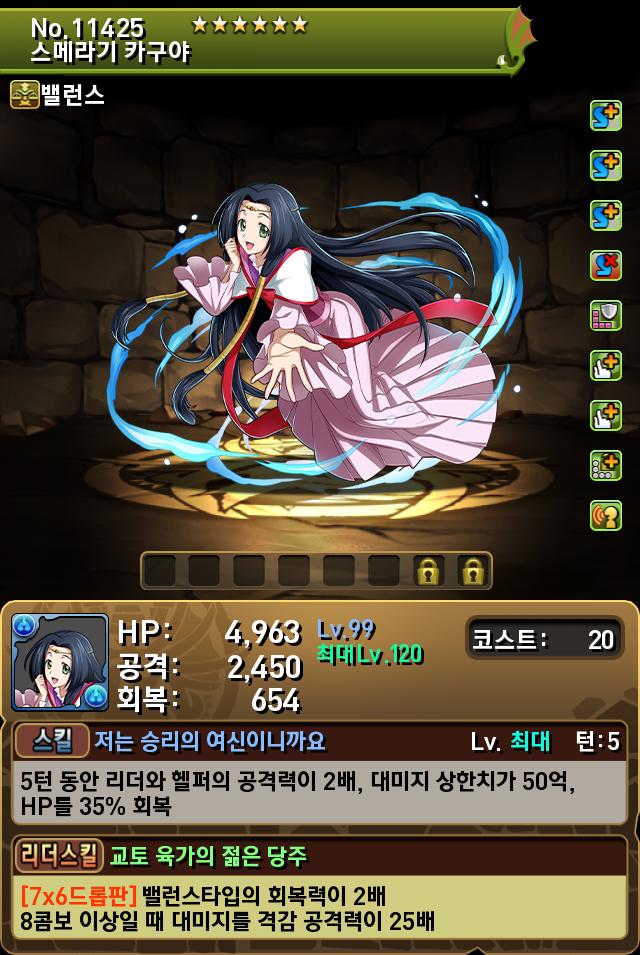 No.11425 ★★★★★★
스메라기 카구야
밸런스
HP: 4,963 Lv.99
공격: 2,450 최대Lv.120
회복: 654
코스트: 20
스킬 저는 승리의 여신이니까요 Lv. 최대 턴:5
5턴 동안 리더와 헬퍼의 공격력이 2배, 대미지 상한치가 50억,
HP를 35% 회복
리더스킬 교토 육가의 젊은 당주
[7x6드롭판] 밸런스타입의 회복력이 2배
8콤보 이상일 때 대미지를 격감 공격력이 25배